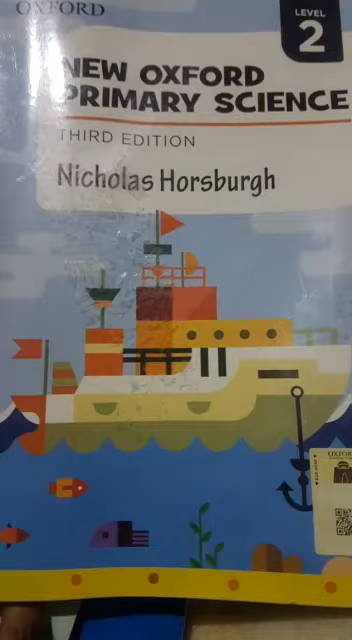 OXFORD
LEVEL
2
NEW OXFORD
PRIMARY SCIENCE
THIRD EDITION
Nicholas Horsburgh